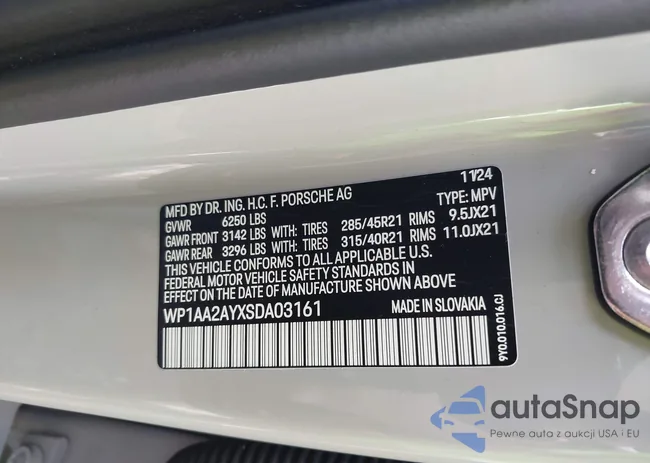 MFD BY DR. ING. H.C. F. PORSCHE AG 11/24
GVWR 6250 LBS TYPE: MPV
GAWR FRONT 3142 LBS WITH: TIRES 285/45R21 RIMS 9.5JX21
GAWR REAR 3296 LBS WITH: TIRES 315/40R21 RIMS 11.0JX21
THIS VEHICLE CONFORMS TO ALL APPLICABLE U.S.
FEDERAL MOTOR VEHICLE SAFETY STANDARDS IN
EFFECT ON THE DATE OF MANUFACTURE SHOWN ABOVE
WP1AA2AYXSDA03161 MADE IN SLOVAKIA
9Y0.010.016.CJ
autaSnap
Pewne auta z aukcji USA i EU